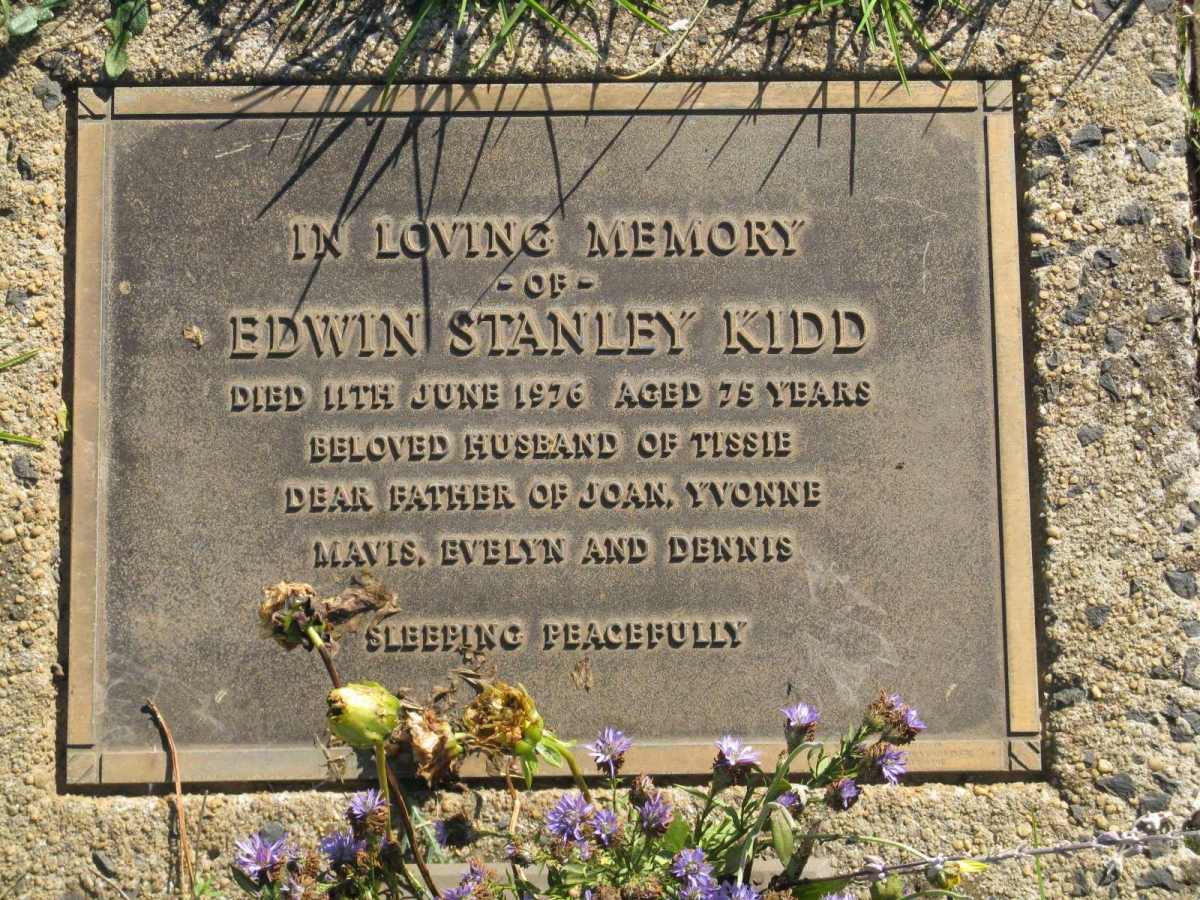 IN LOVING MEMORY
- OF -
EDWIN STANLEY KIDD
DIED 11TH JUNE 1976 AGED 75 YEARS
BELOVED HUSBAND OF TISSIE
DEAR FATHER OF JOAN, YVONNE
MAVIS, EVELYN AND DENNIS
SLEEPING PEACEFULLY